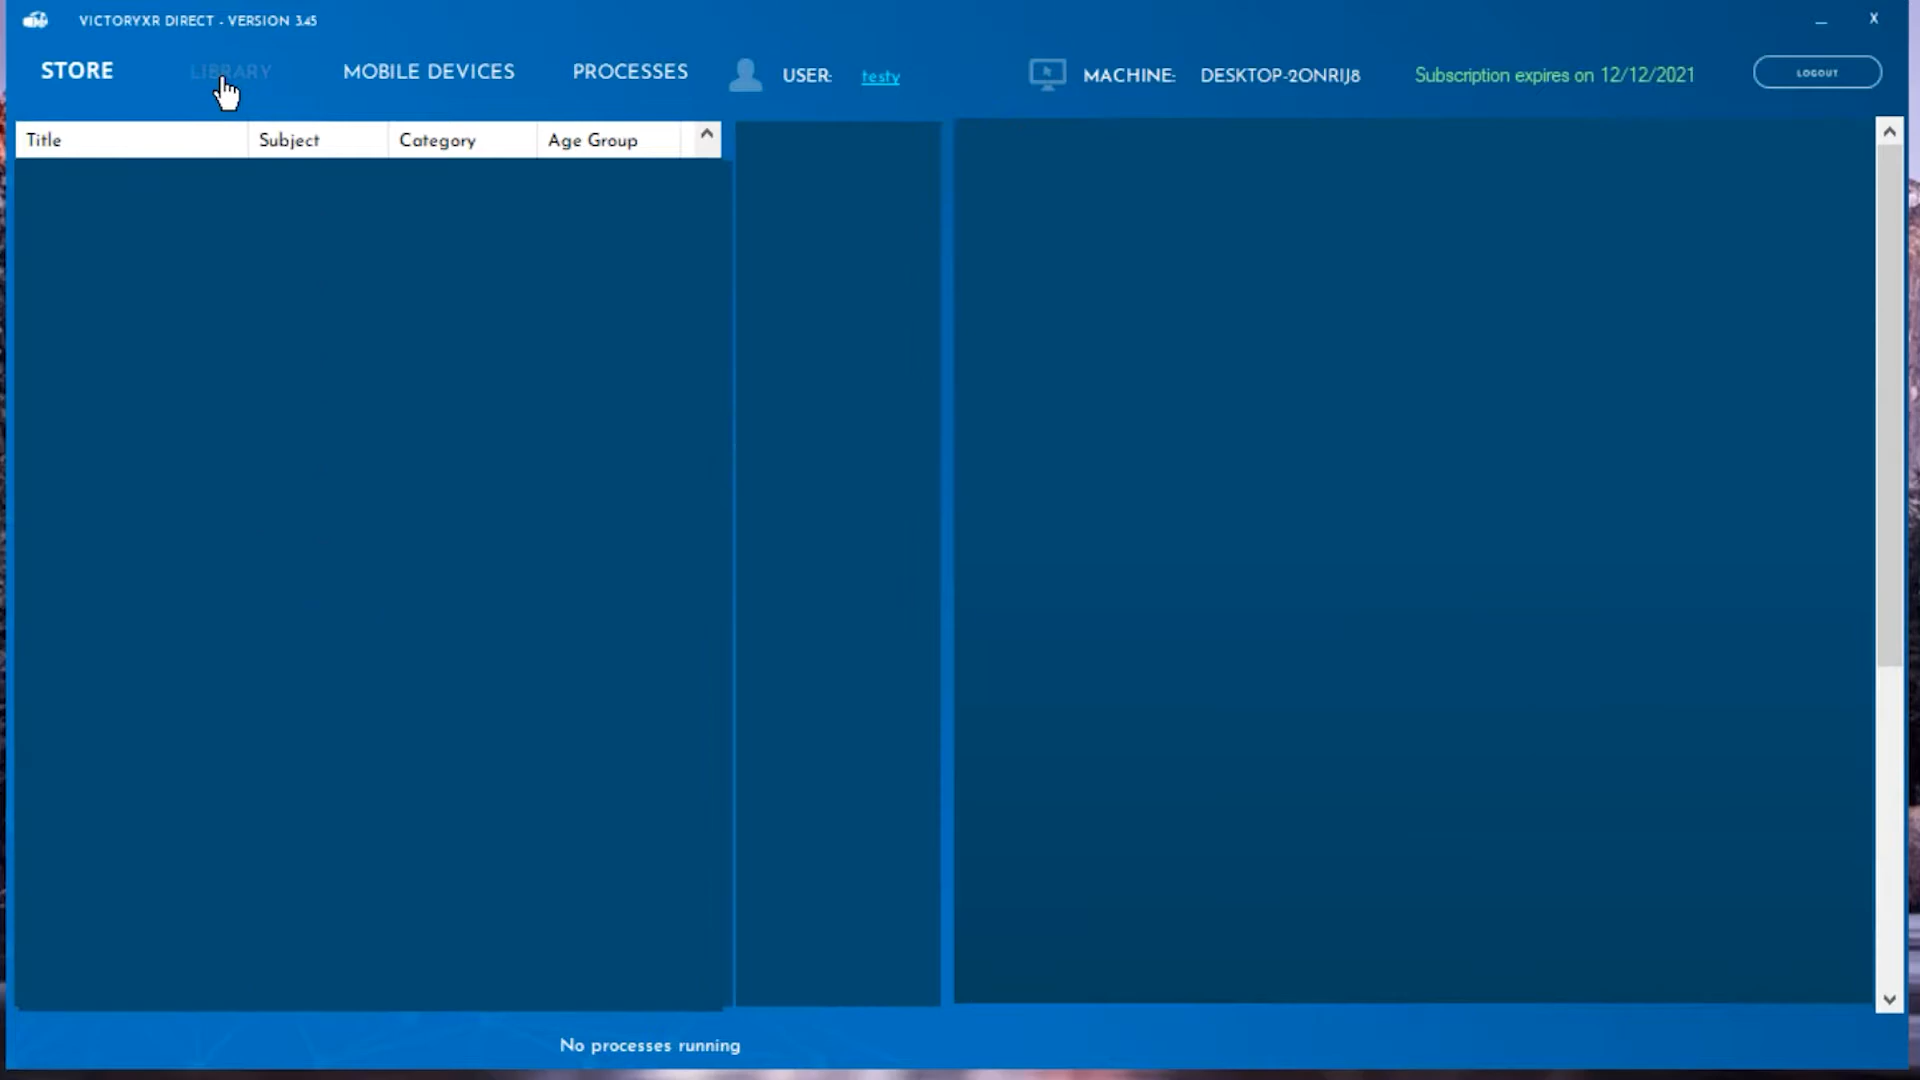 VICTORYXR DIRECT - VERSION 3.45
X
STORE LIBRARY MOBILE DEVICES PROCESSES USER: testy MACHINE: DESKTOP-2ONRIJ8 Subscription expires on 12/12/2021 LOGOUT
Title Subject Category Age Group
No processes running